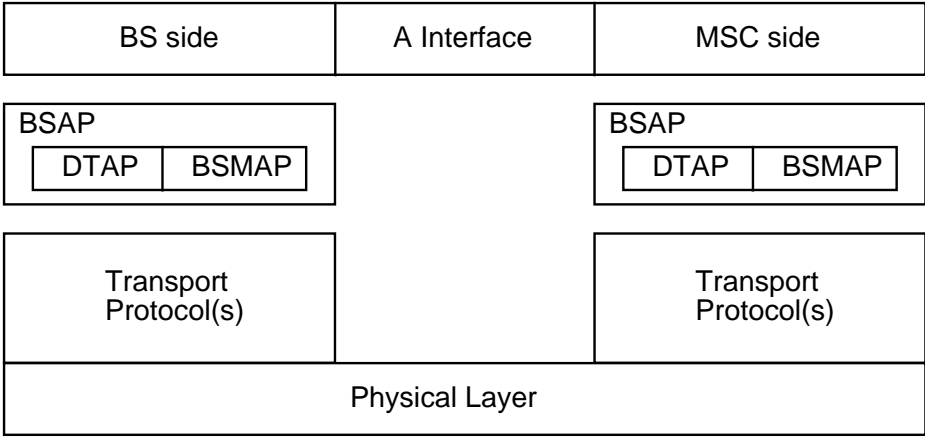 BS side A Interface MSC side
BSAP BSAP
DTAP BSMAP DTAP BSMAP
Transport Transport
Protocol(s) Protocol(s)
Physical Layer